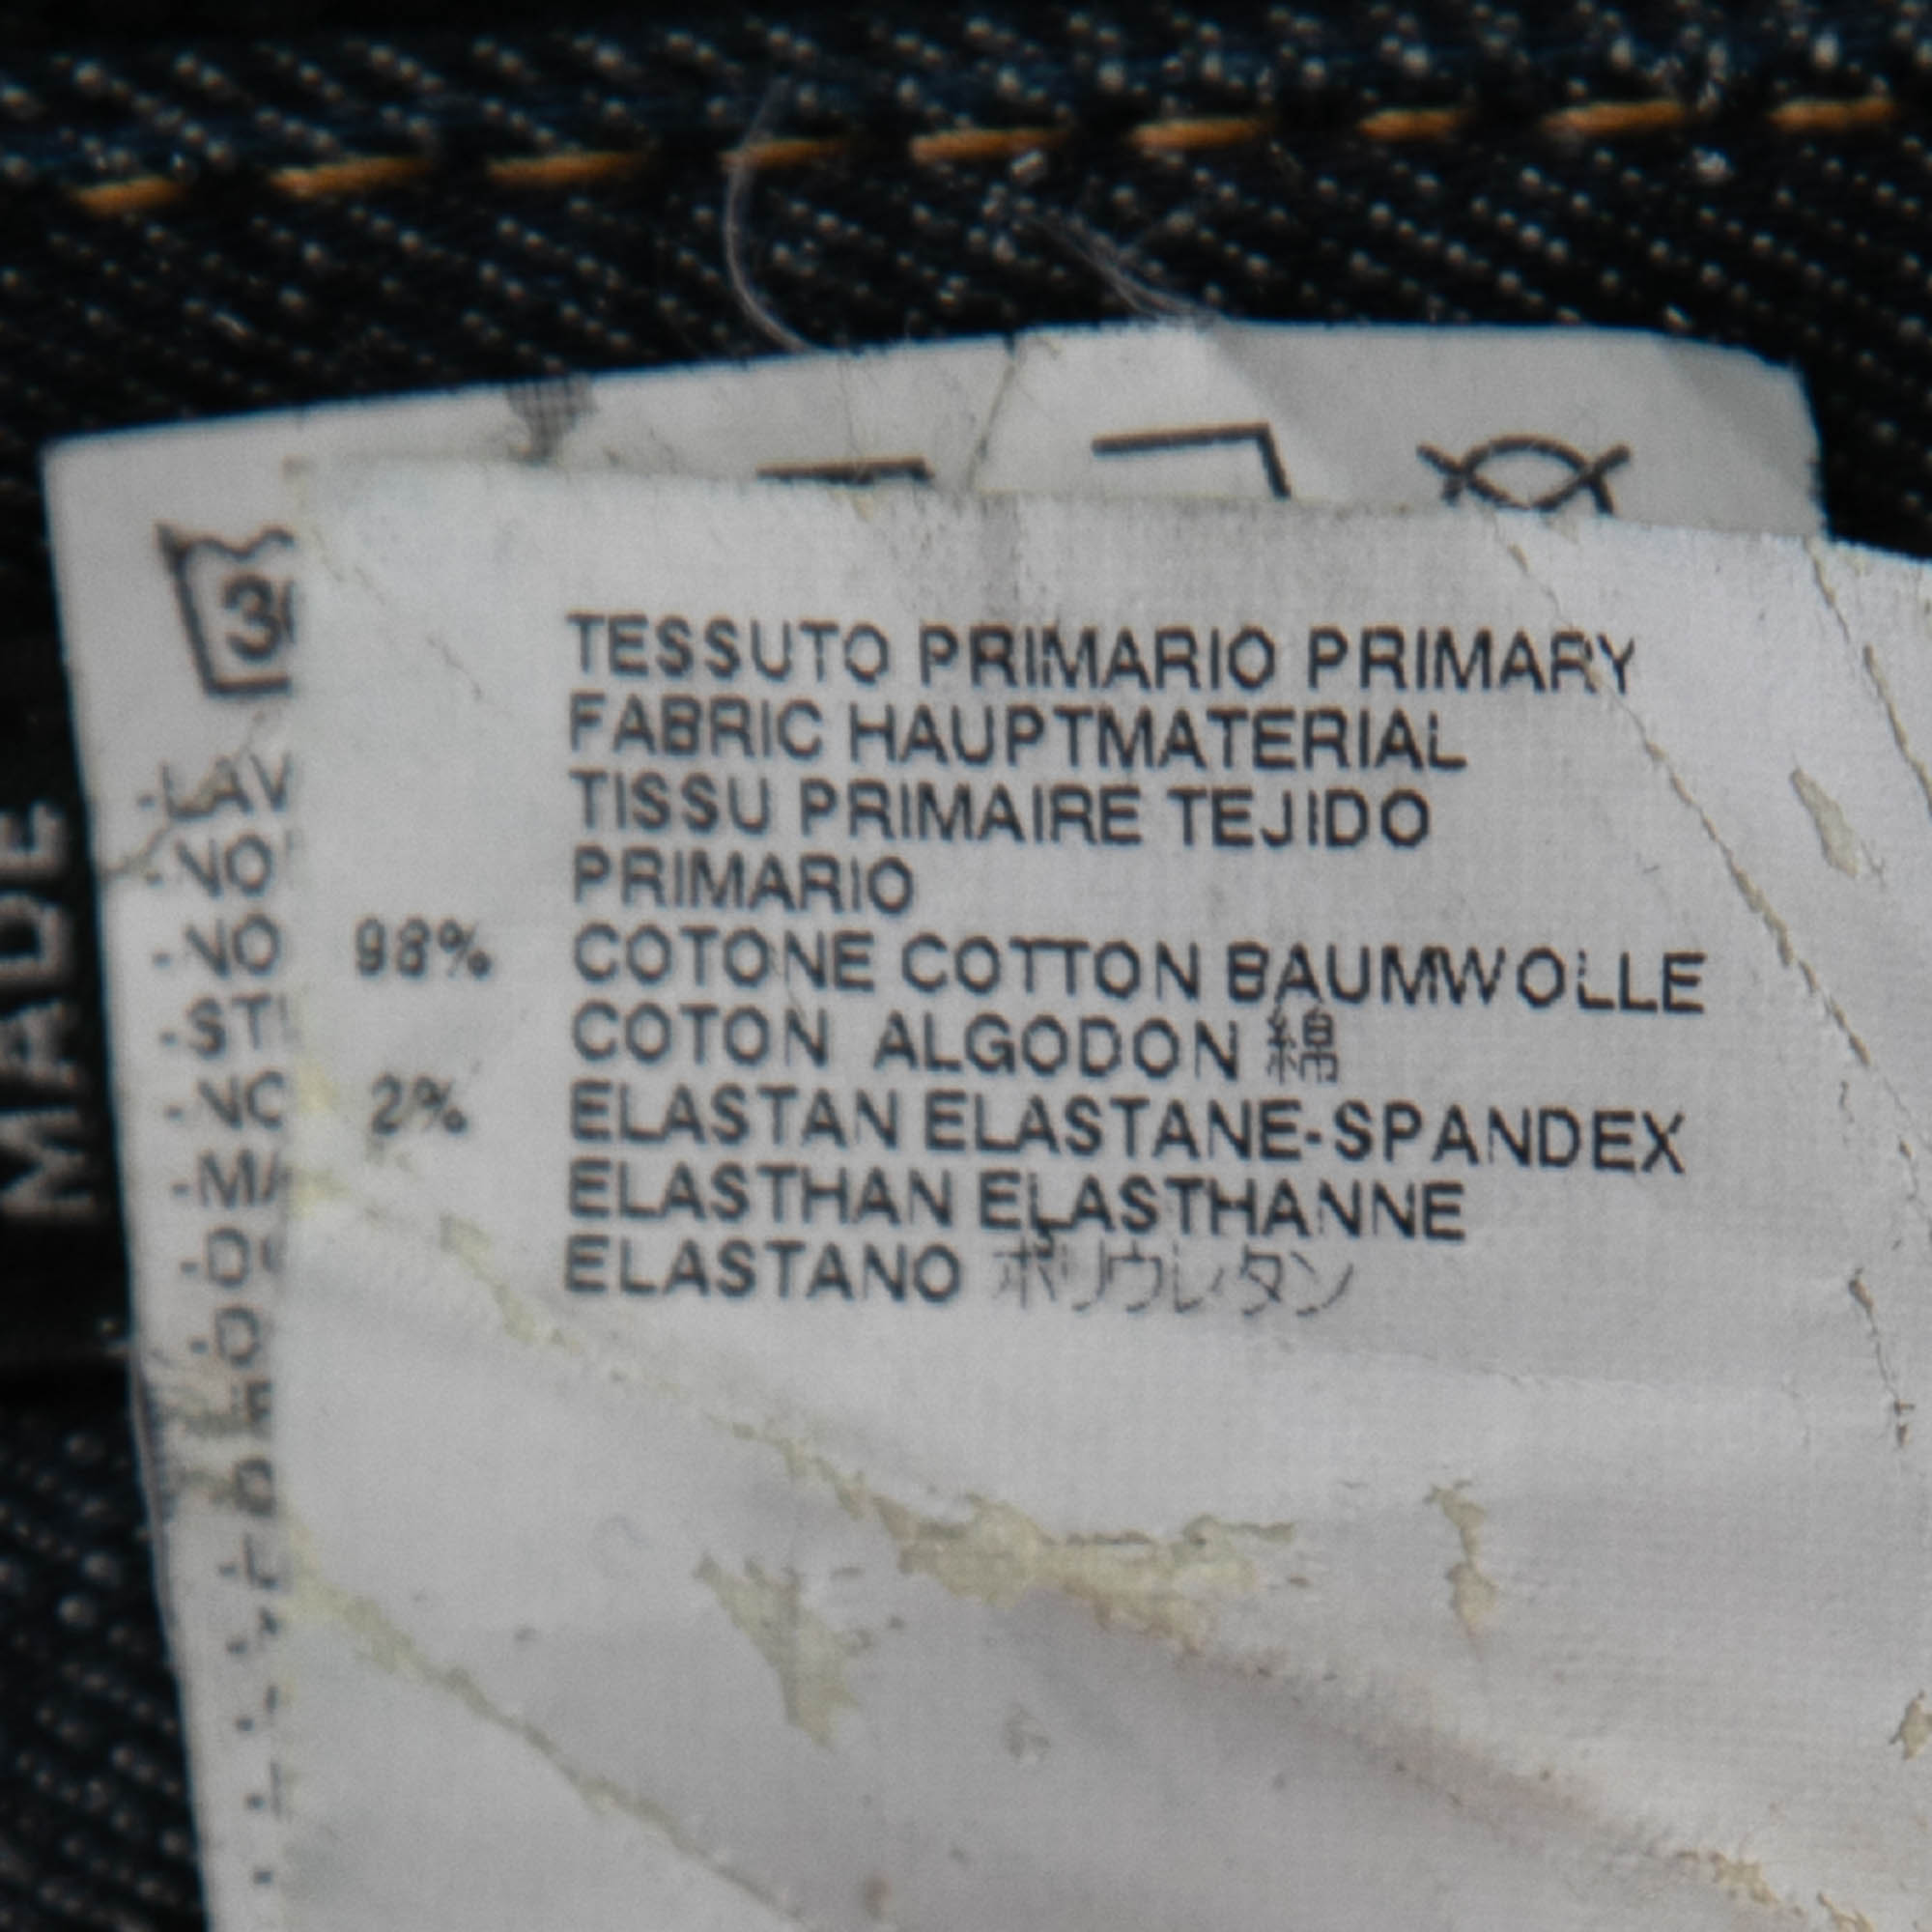 TESSUTO PRIMARIO PRIMARY
FABRIC HAUPTMATERIAL
TISSU PRIMAIRE TEJIDO
PRIMARIO
98% COTONE COTTON BAUMWOLLE
COTON ALGODON 綿
2% ELASTAN ELASTANE-SPANDEX
ELASTHAN ELASTHANNE
ELASTANO ポリウレタン
MADE